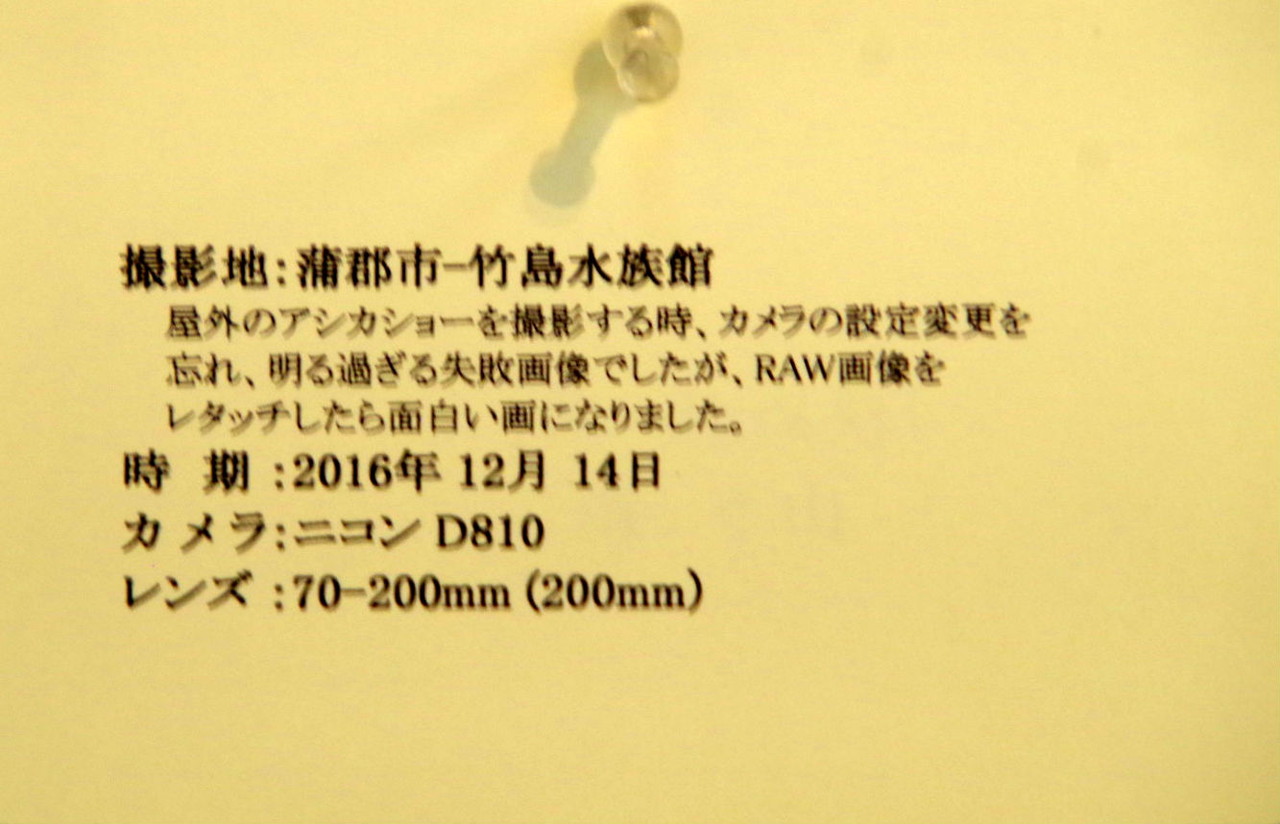 撮影地:蒲郡市-竹島水族館
屋外のアシカショーを撮影する時、カメラの設定変更を
忘れ、明る過ぎる失敗画像でしたが、RAW画像を
レタッチしたら面白い画になりました。
時 期 :2016年 12月 14日
カ メ ラ:ニコン D810
レンズ :70-200mm (200mm)